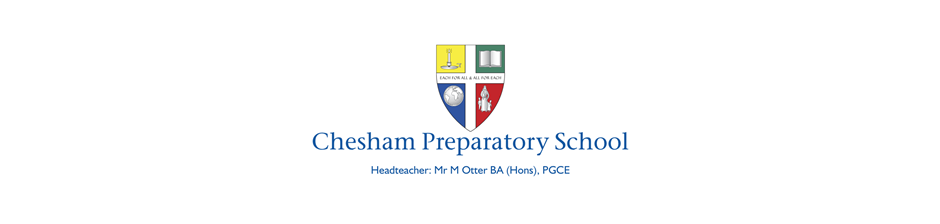 EACH FOR ALL & ALL FOR EACH
Chesham Preparatory School
Headteacher: Mr M Otter BA (Hons), PGCE